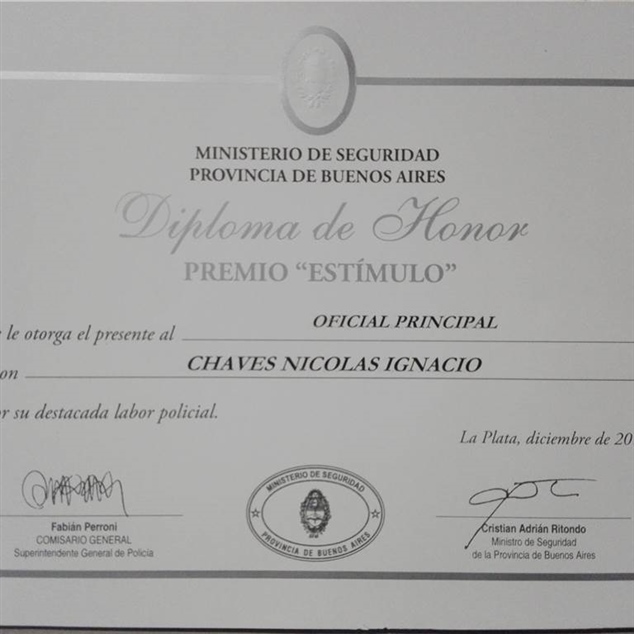 MINISTERIO DE SEGURIDAD
PROVINCIA DE BUENOS AIRES
Diploma de Honor
PREMIO “ESTÍMULO”
le otorga el presente al OFICIAL PRINCIPAL
on CHAVES NICOLAS IGNACIO
r su destacada labor policial.
La Plata, diciembre de 20
Fabián Perroni
COMISARIO GENERAL
Superintendente General de Policía
MINISTERIO DE SEGURIDAD
PROVINCIA DE BUENOS AIRES
Cristian Adrián Ritondo
Ministro de Seguridad
de la Provincia de Buenos Aires